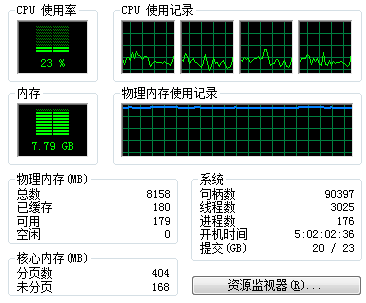 CPU 使用率
CPU 使用记录
23 %
内存
物理内存使用记录
7.79 GB
物理内存(MB)
总数 8158
已缓存 180
可用 179
空闲 0
系统
句柄数 90397
线程数 3025
进程数 176
开机时间 5:02:02:36
提交(GB) 20 / 23
核心内存(MB)
分页数 404
未分页 168
资源监视器(R)...